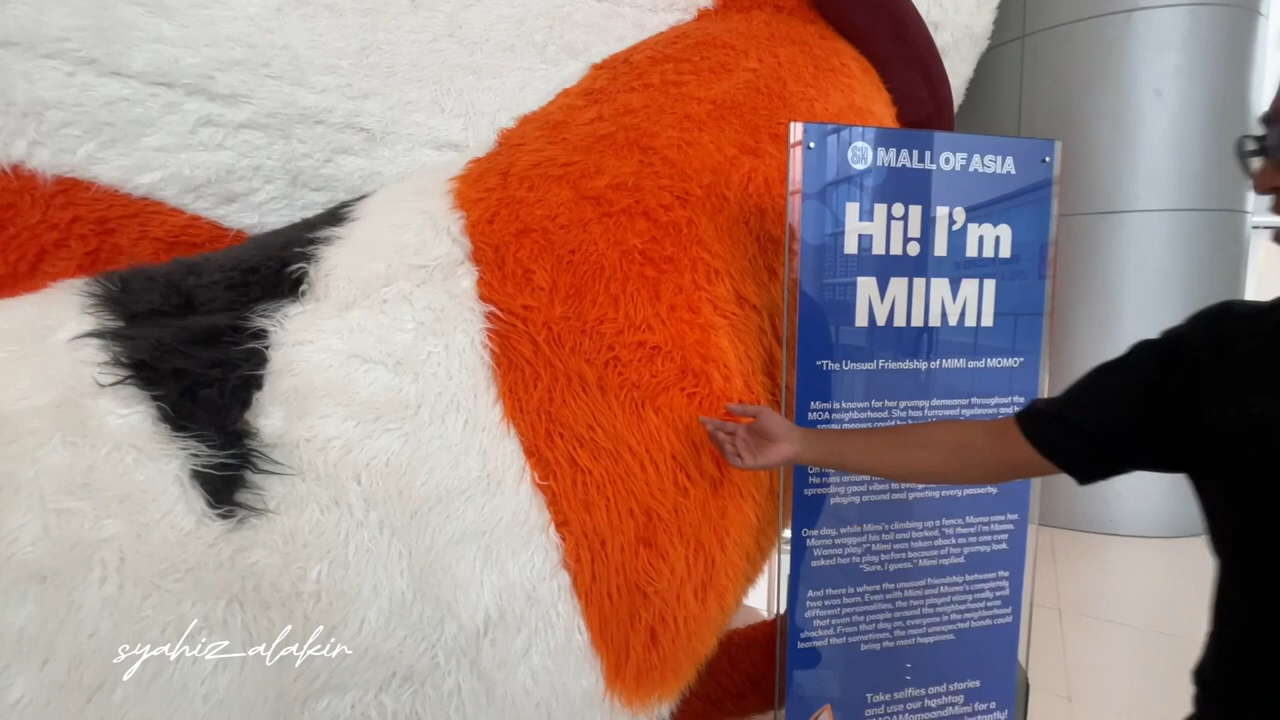 SM MALL OF ASIA
Hi! I'm
MIMI
"The Unsual Friendship of MIMI and MOMO"
Mimi is known for her grumpy demeanor throughout the
MOA neighborhood. She has furrowed eyebrows and
sassy meows could be
He runs around
spreading good vibes to
playing around and greeting every passerby.
One day, while Mimi's climbing up a fence, Momo saw her.
Momo wagged his tail and barked, "Hi there! I'm Momo.
Wanna play?" Mimi was taken aback as no one ever
asked her to play before because of her grumpy look.
"Sure, I guess." Mimi replied.
And there is where the unusual friendship between the
two was born. Even with Mimi and Momo's completely
different personalities, the two played along really well
that even the people around the neighborhood was
shocked. From that day on, everyone in the neighborhood
learned that sometimes, the most unexpected bonds could
bring the most happiness.
Take selfies and stories
and use our hashtag
#MOAMomoandMimi for a
instantly!
syahiz_alakin